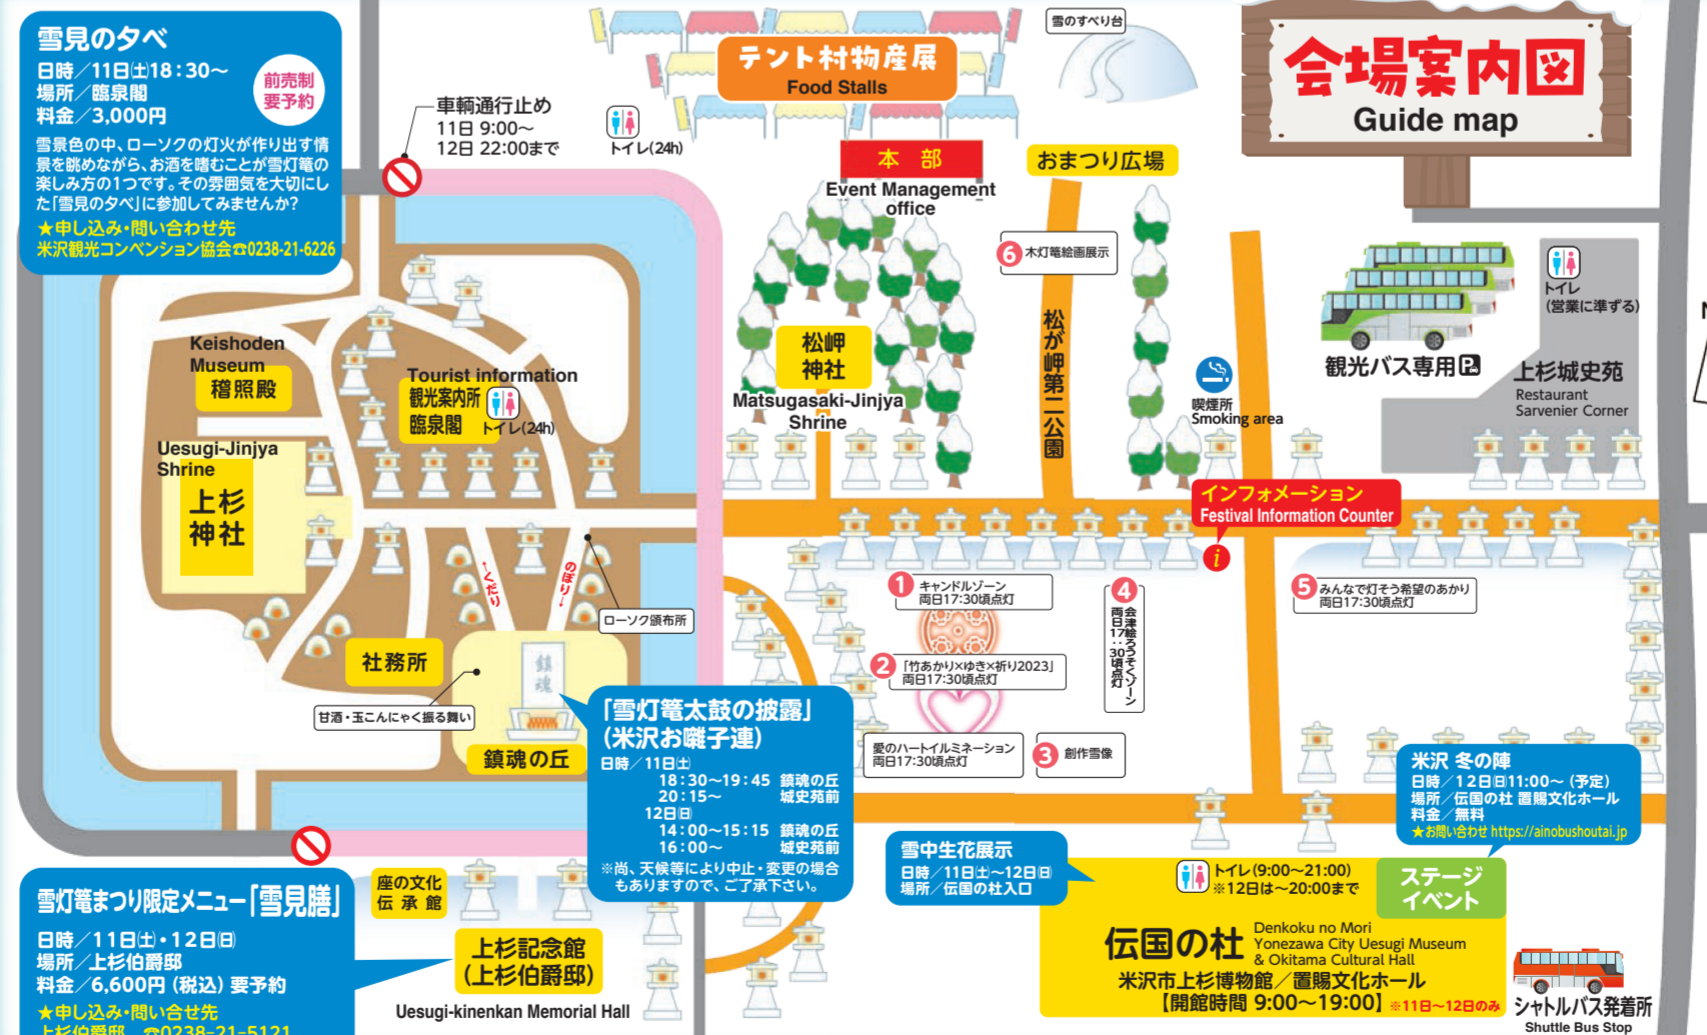 雪見の夕べ
日時／11日㈯18：30～
場所／臨泉閣
料金／3,000円
前売制
要予約
雪景色の中、ローソクの灯火が作り出す情
景を眺めながら、お酒を嗜むことが雪灯篭の
楽しみ方の1つです。その雰囲気を大切にし
た「雪見の夕べ」に参加してみませんか?
★申し込み・問い合わせ先
米沢観光コンベンション協会☎0238-21-6226
車輌通行止め
11日 9:00～
12日 22:00まで
トイレ(24h)
テント村物産展
Food Stalls
雪のすべり台
会場案内図
Guide map
本部
Event Management
office
おまつり広場
6 木灯篭絵画展示
松が岬第二公園
松岬
神社
Matsugasaki-Jinjya
Shrine
喫煙所
Smoking area
観光バス専用 P
トイレ
(営業に準ずる)
上杉城史苑
Restaurant
Sarvenier Corner
Keishoden
Museum
稽照殿
Tourist information
観光案内所
臨泉閣
トイレ(24h)
Uesugi-Jinjya
Shrine
上杉
神社
インフォメーション
Festival Information Counter
i
←くだり
のぼり→
ローソク頒布所
社務所
甘酒・玉こんにゃく振る舞い
鎮魂
鎮魂の丘
1 キャンドルゾーン
両日17:30頃点灯
2 「竹あかり×ゆき×祈り2023」
両日17:30頃点灯
愛のハートイルミネーション
両日17:30頃点灯
3 創作雪像
4 会津絵ろうそくゾーン
両日17:30頃点灯
5 みんなで灯そう希望のあかり
両日17:30頃点灯
「雪灯篭太鼓の披露」
(米沢お囃子連)
日時／11日㈯
18：30～19：45 鎮魂の丘
20：15～ 城史苑前
12日㈰
14：00～15：15 鎮魂の丘
16：00～ 城史苑前
※尚、天候等により中止・変更の場合
もありますので、ご了承下さい。
米沢 冬の陣
日時／12日㈰11:00～（予定）
場所／伝国の杜 置賜文化ホール
料金／無料
★お問い合わせ https://ainobushoutai.jp
雪中生花展示
日時／11日㈯～12日㈰
場所／伝国の杜入口
トイレ(9:00～21:00)
※12日は～20:00まで
ステージ
イベント
伝国の杜
Denkoku no Mori
Yonezawa City Uesugi Museum
& Okitama Cultural Hall
米沢市上杉博物館／置賜文化ホール
【開館時間 9:00～19:00】※11日～12日のみ
シャトルバス発着所
Shuttle Bus Stop
雪灯篭まつり限定メニュー「雪見膳」
日時／11日㈯・12日㈰
場所／上杉伯爵邸
料金／6,600円（税込）要予約
★申し込み・問い合せ先
上杉伯爵邸 ☎0238-21-5121
座の文化
伝承館
上杉記念館
(上杉伯爵邸)
Uesugi-kinenkan Memorial Hall